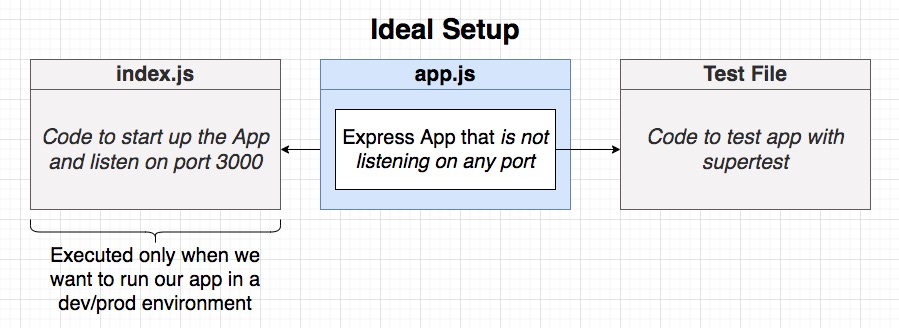 Ideal Setup
index.js
Code to start up the App
and listen on port 3000
app.js
Express App that is not
listening on any port
Test File
Code to test app with
supertest
Executed only when we
want to run our app in a
dev/prod environment